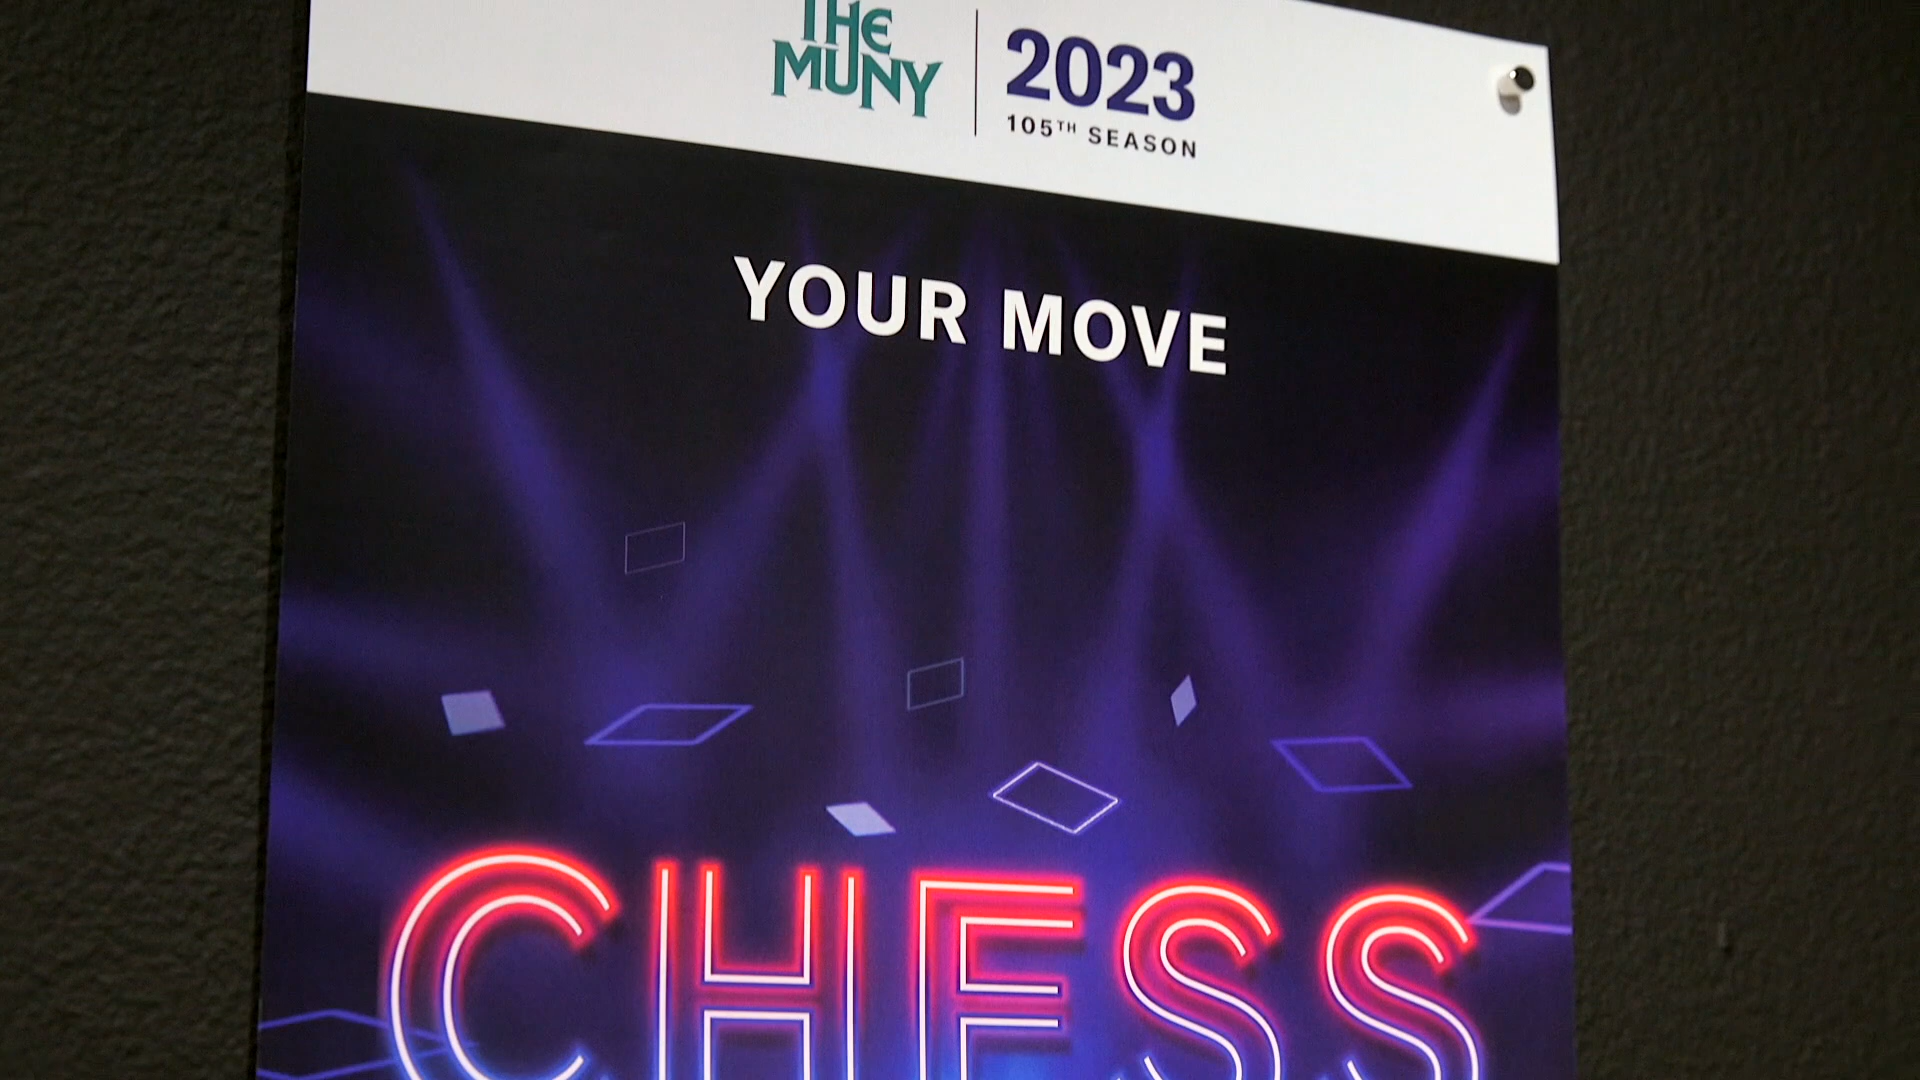 THE
MUNY
2023
105TH SEASON
YOUR MOVE
CHESS